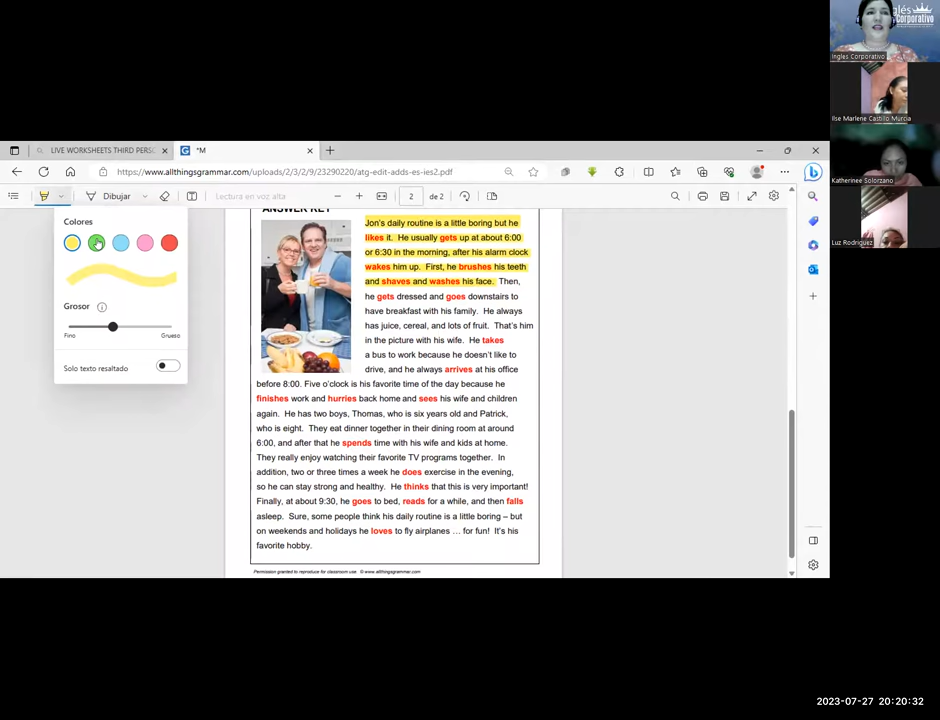 LIVE WORKSHEETS THIRD PERS
*M
https://www.allthingsgrammar.com/uploads/2/3/2/9/23290220/atg-edit-adds-es-ies2.pdf
Dibujar
Lectura en voz alta
2
de 2
Colores
Grosor
Fino
Grueso
Solo texto resaltado
ANSWER KEY
Jon's daily routine is a little boring but he
likes it. He usually gets up at about 6:00
or 6:30 in the morning, after his alarm clock
wakes him up. First, he brushes his teeth
and shaves and washes his face. Then,
he gets dressed and goes downstairs to
have breakfast with his family. He always
has juice, cereal, and lots of fruit. That's him
in the picture with his wife. He takes
a bus to work because he doesn't like to
drive, and he always arrives at his office
before 8:00. Five o'clock is his favorite time of the day because he
finishes work and hurries back home and sees his wife and children
again. He has two boys, Thomas, who is six years old and Patrick,
who is eight. They eat dinner together in their dining room at around
6:00, and after that he spends time with his wife and kids at home.
They really enjoy watching their favorite TV programs together. In
addition, two or three times a week he does exercise in the evening,
so he can stay strong and healthy. He thinks that this is very important!
Finally, at about 9:30, he goes to bed, reads for a while, and then falls
asleep. Sure, some people think his daily routine is a little boring – but
on weekends and holidays he loves to fly airplanes … for fun! It's his
favorite hobby.
Permission granted to reproduce for classroom use © www.allthingsgrammar.com
nglés
Corporativo
Ingles Corporativo
Ilse Marlene Castillo Murcia
Katherinee Solorzano
Luz Rodriguez
2023-07-27 20:20:32